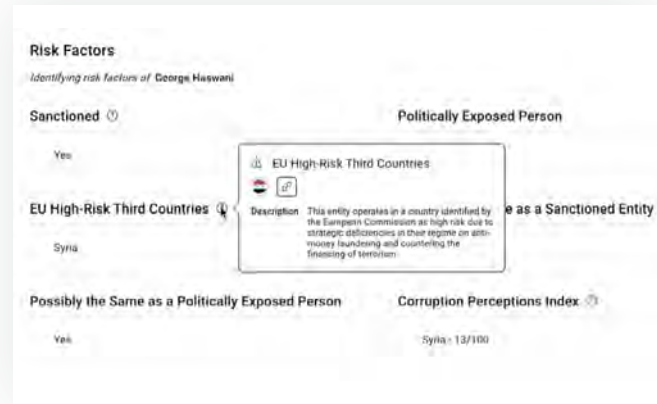 Risk Factors
Identifying risk factors of George Haswani
Sanctioned
Politically Exposed Person
Yes
EU High-Risk Third Countries
Description This entity operates in a country identified by
the European Commission as high risk due to
strategic deficiencies in their regime on anti-
money laundering and countering the
financing of terrorism
EU High-Risk Third Countries
e as a Sanctioned Entity
Syria
Possibly the Same as a Politically Exposed Person
Corruption Perceptions Index
Yes
Syria - 13/100